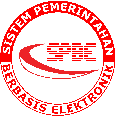 SISTEM PEMERINTAHAN
SPBE
BERBASIS ELEKTRONIK